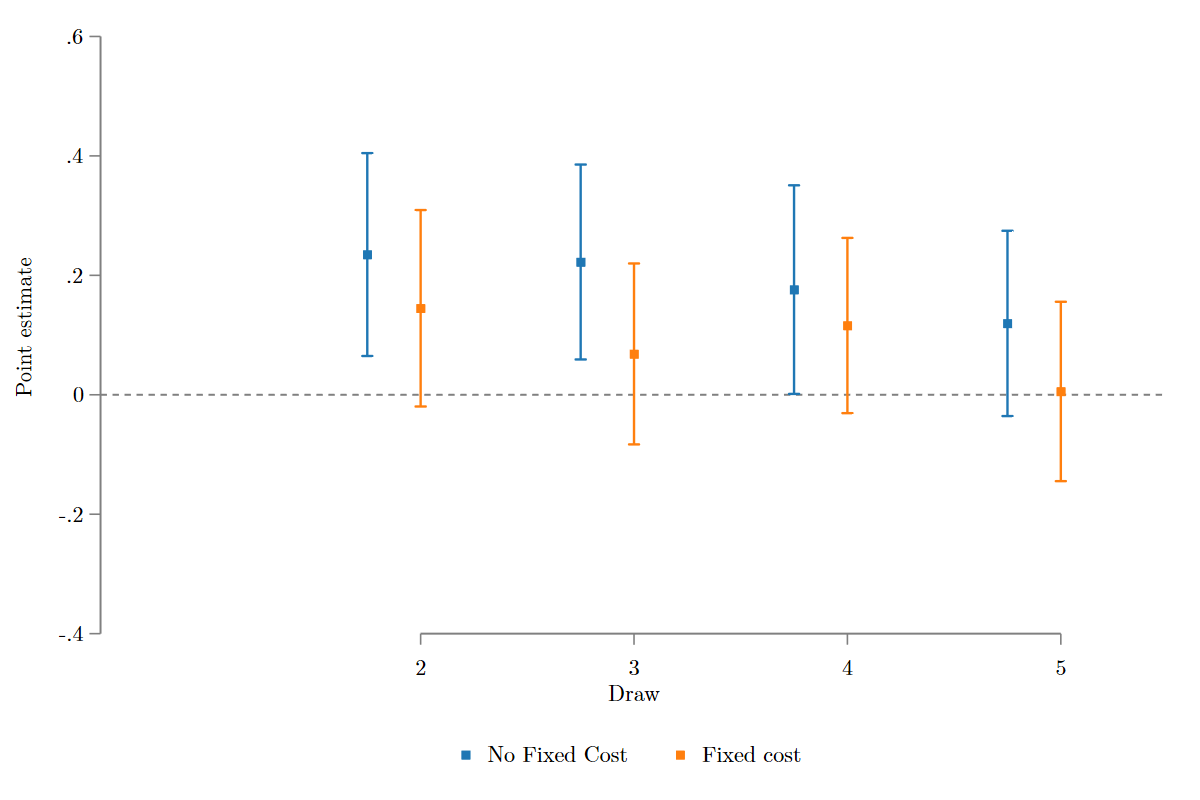 .6
.4
.2
0
-.2
-.4
Point estimate
2 3 4 5
Draw
No Fixed Cost Fixed cost